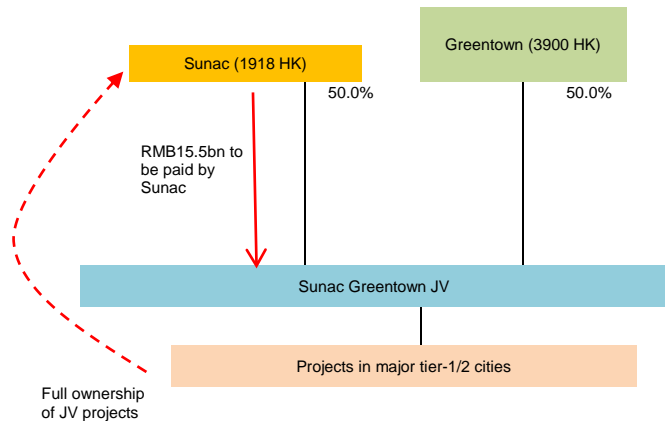 Greentown (3900 HK)
Sunac (1918 HK)
50.0%
50.0%
RMB15.5bn to
be paid by
Sunac
Sunac Greentown JV
Projects in major tier-1/2 cities
Full ownership
of JV projects